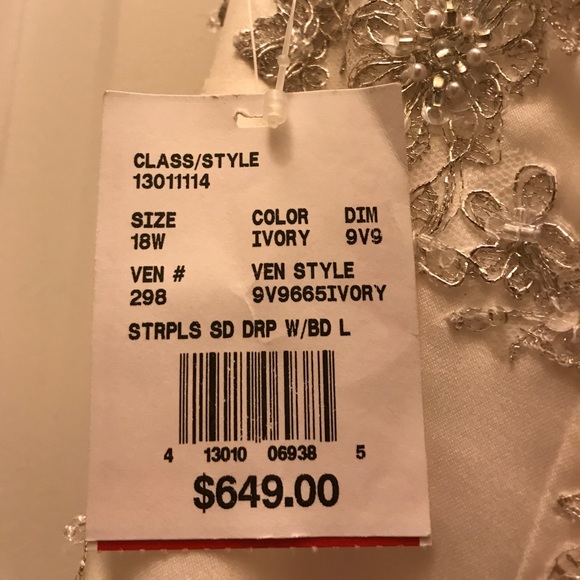 CLASS/STYLE
13011114
SIZE COLOR DIM
18W IVORY 9V9
VEN # VEN STYLE
298 9V9665IVORY
STRPLS SD DRP W/BD L
4 13010 06938 5
$649.00